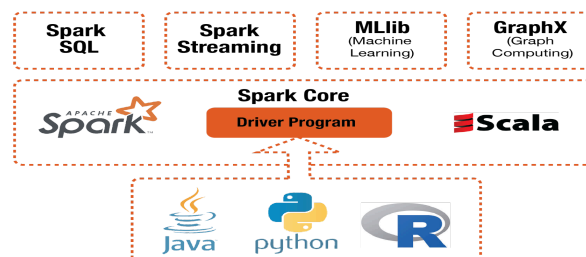 Spark
SQL
Spark
Streaming
MLlib
(Machine
Learning)
GraphX
(Graph
Computing)
Spark Core
APACHE
Spark
TM
Driver Program
Scala
Java
python
R